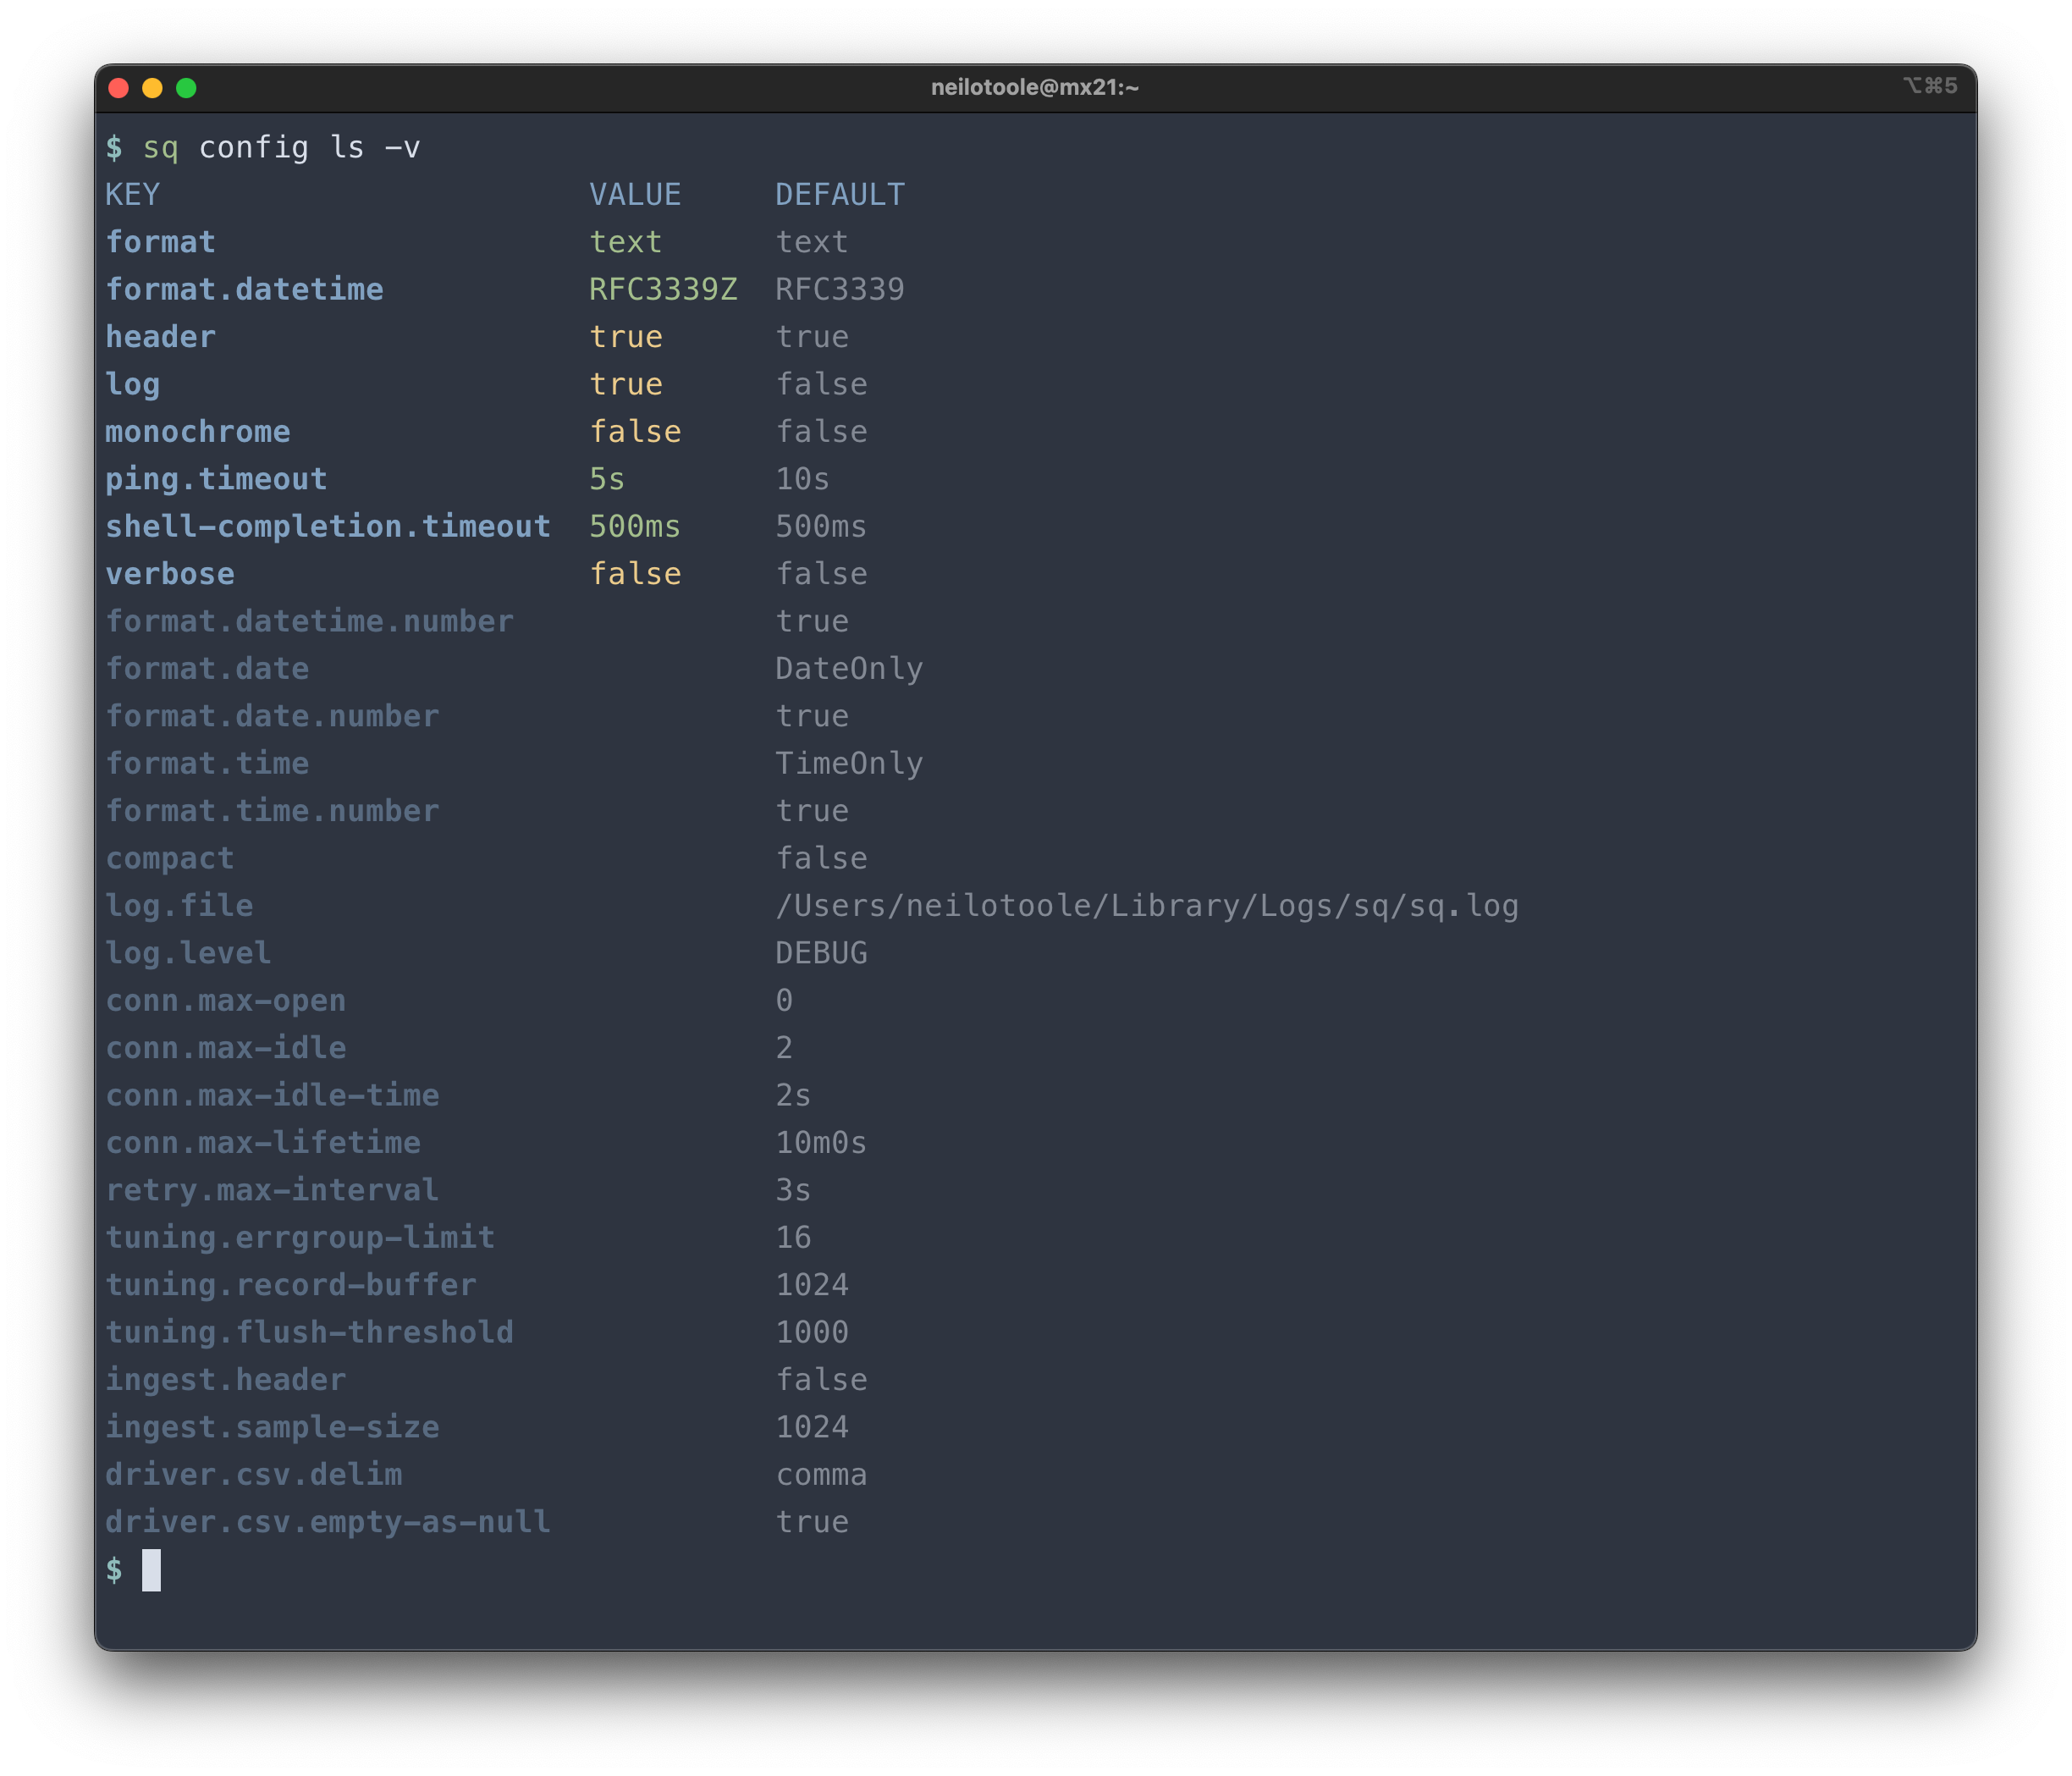 neilotoole@mx21:~ ⌥⌘5
$ sq config ls -v
KEY                       VALUE     DEFAULT
format                    text      text
format.datetime           RFC3339Z  RFC3339
header                    true      true
log                       true      false
monochrome                false     false
ping.timeout              5s        10s
shell-completion.timeout  500ms     500ms
verbose                   false     false
format.datetime.number              true
format.date                         DateOnly
format.date.number                  true
format.time                         TimeOnly
format.time.number                  true
compact                             false
log.file                            /Users/neilotoole/Library/Logs/sq/sq.log
log.level                           DEBUG
conn.max-open                       0
conn.max-idle                       2
conn.max-idle-time                  2s
conn.max-lifetime                   10m0s
retry.max-interval                  3s
tuning.errgroup-limit               16
tuning.record-buffer                1024
tuning.flush-threshold              1000
ingest.header                       false
ingest.sample-size                  1024
driver.csv.delim                    comma
driver.csv.empty-as-null            true
$